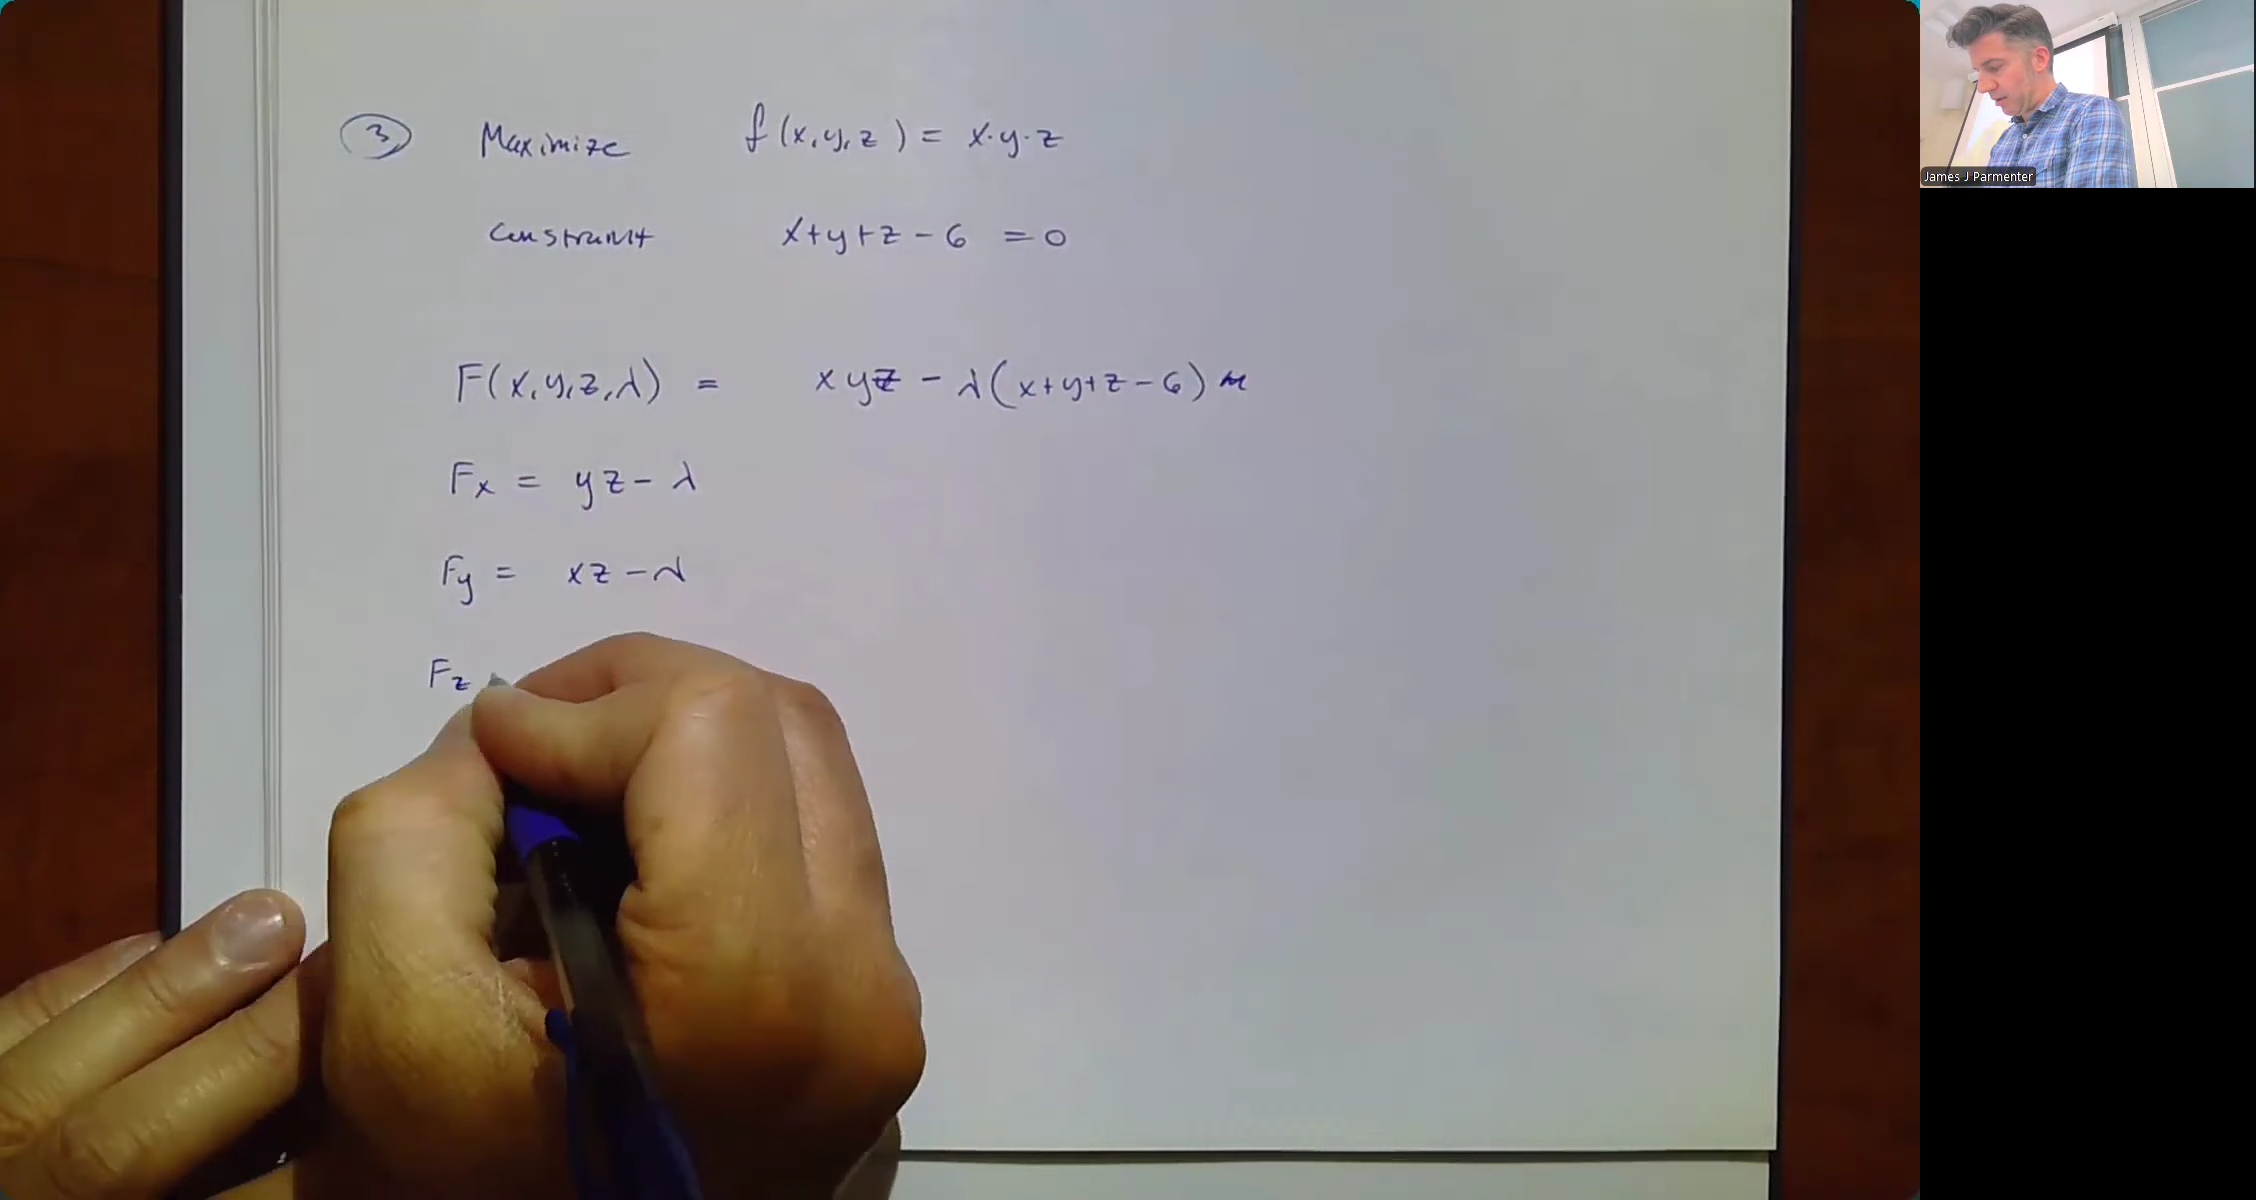 ③ Maximize f(x,y,z) = x·y·z
constraint x+y+z-6 = 0
F(x,y,z,λ) = xyz - λ(x+y+z-6)
Fx = yz - λ
Fy = xz - λ
Fz
James J Parmenter